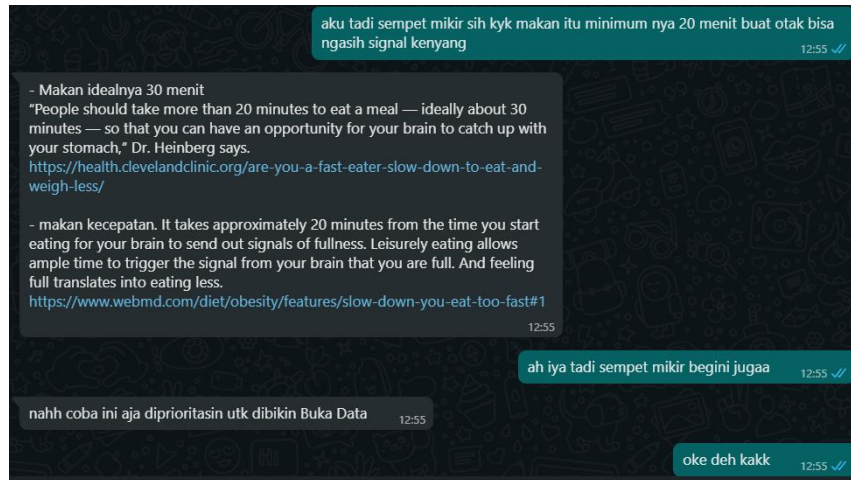 aku tadi sempet mikir sih kyk makan itu minimum nya 20 menit buat otak bisa
ngasih signal kenyang
12:55
- Makan idealnya 30 menit
"People should take more than 20 minutes to eat a meal — ideally about 30
minutes — so that you can have an opportunity for your brain to catch up with
your stomach," Dr. Heinberg says.
https://health.clevelandclinic.org/are-you-a-fast-eater-slow-down-to-eat-and-
weigh-less/
- makan kecepatan. It takes approximately 20 minutes from the time you start
eating for your brain to send out signals of fullness. Leisurely eating allows
ample time to trigger the signal from your brain that you are full. And feeling
full translates into eating less.
https://www.webmd.com/diet/obesity/features/slow-down-you-eat-too-fast#1
12:55
ah iya tadi sempet mikir begini jugaa
12:55
nahh coba ini aja diprioritasin utk dibikin Buka Data
12:55
oke deh kakk
12:55